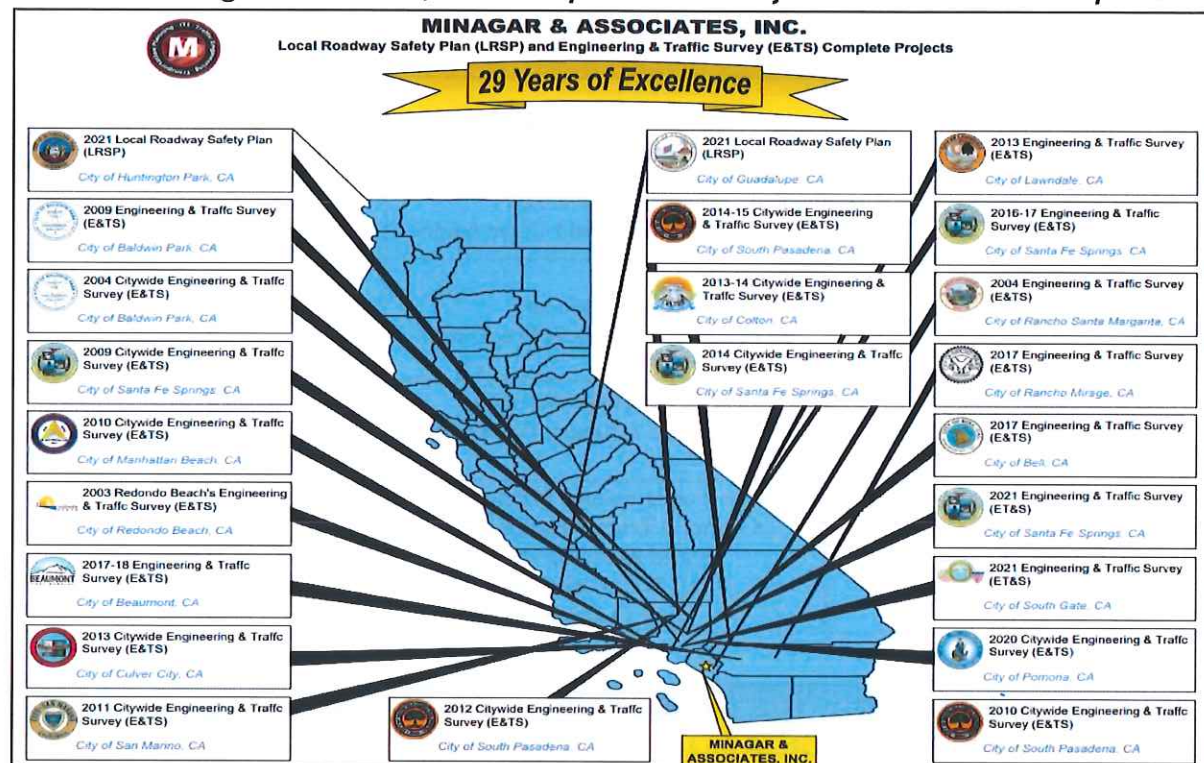 MINAGAR & ASSOCIATES, INC.
Local Roadway Safety Plan (LRSP) and Engineering & Traffic Survey (E&TS) Complete Projects
29 Years of Excellence
2021 Local Roadway Safety Plan
(LRSP)
City of Huntington Park, CA
2009 Engineering & Traffc Survey
(E&TS)
City of Baldwin Park, CA
2004 Citywide Engineering & Traffc
Survey (E&TS)
City of Baldwin Park, CA
2009 Citywide Engineering & Traffc
Survey (E&TS)
City of Santa Fe Springs, CA
2010 Citywide Engineering & Traffc
Survey (E&TS)
City of Manhattan Beach, CA
2003 Redondo Beach's Engineering
& Traffc Survey (E&TS)
City of Redondo Beach, CA
BEAUMONT
2017-18 Engineering & Traffc
Survey (E&TS)
City of Beaumont, CA
2013 Citywide Engineering & Traffc
Survey (E&TS)
City of Culver City, CA
2011 Citywide Engineering & Traffc
Survey (E&TS)
City of San Marino, CA
2012 Citywide Engineering & Traffc
Survey (E&TS)
City of South Pasadena, CA
2021 Local Roadway Safety Plan
(LRSP)
City of Guadalupe, CA
2014-15 Citywide Engineering
& Traffc Survey (E&TS)
City of South Pasadena, CA
2013-14 Citywide Engineering &
Traffc Survey (E&TS)
City of Colton, CA
2014 Citywide Engineering & Traffc
Survey (E&TS)
City of Santa Fe Springs, CA
2013 Engineering & Traffic Survey
(E&TS)
City of Lawndale, CA
2016-17 Engineering & Traffic
Survey (E&TS)
City of Santa Fe Springs, CA
2004 Engineering & Traffic Survey
(E&TS)
City of Rancho Santa Margarita, CA
2017 Engineering & Traffic Survey
(E&TS)
City of Rancho Mirage, CA
2017 Engineering & Traffic Survey
(E&TS)
City of Bell, CA
2021 Engineering & Traffic Survey
(ET&S)
City of Santa Fe Springs, CA
2021 Engineering & Traffic Survey
(ET&S)
City of South Gate, CA
2020 Citywide Engineering & Traffc
Survey (E&TS)
City of Pomona, CA
2010 Citywide Engineering & Traffc
Survey (E&TS)
City of South Pasadena, CA
MINAGAR &
ASSOCIATES, INC.